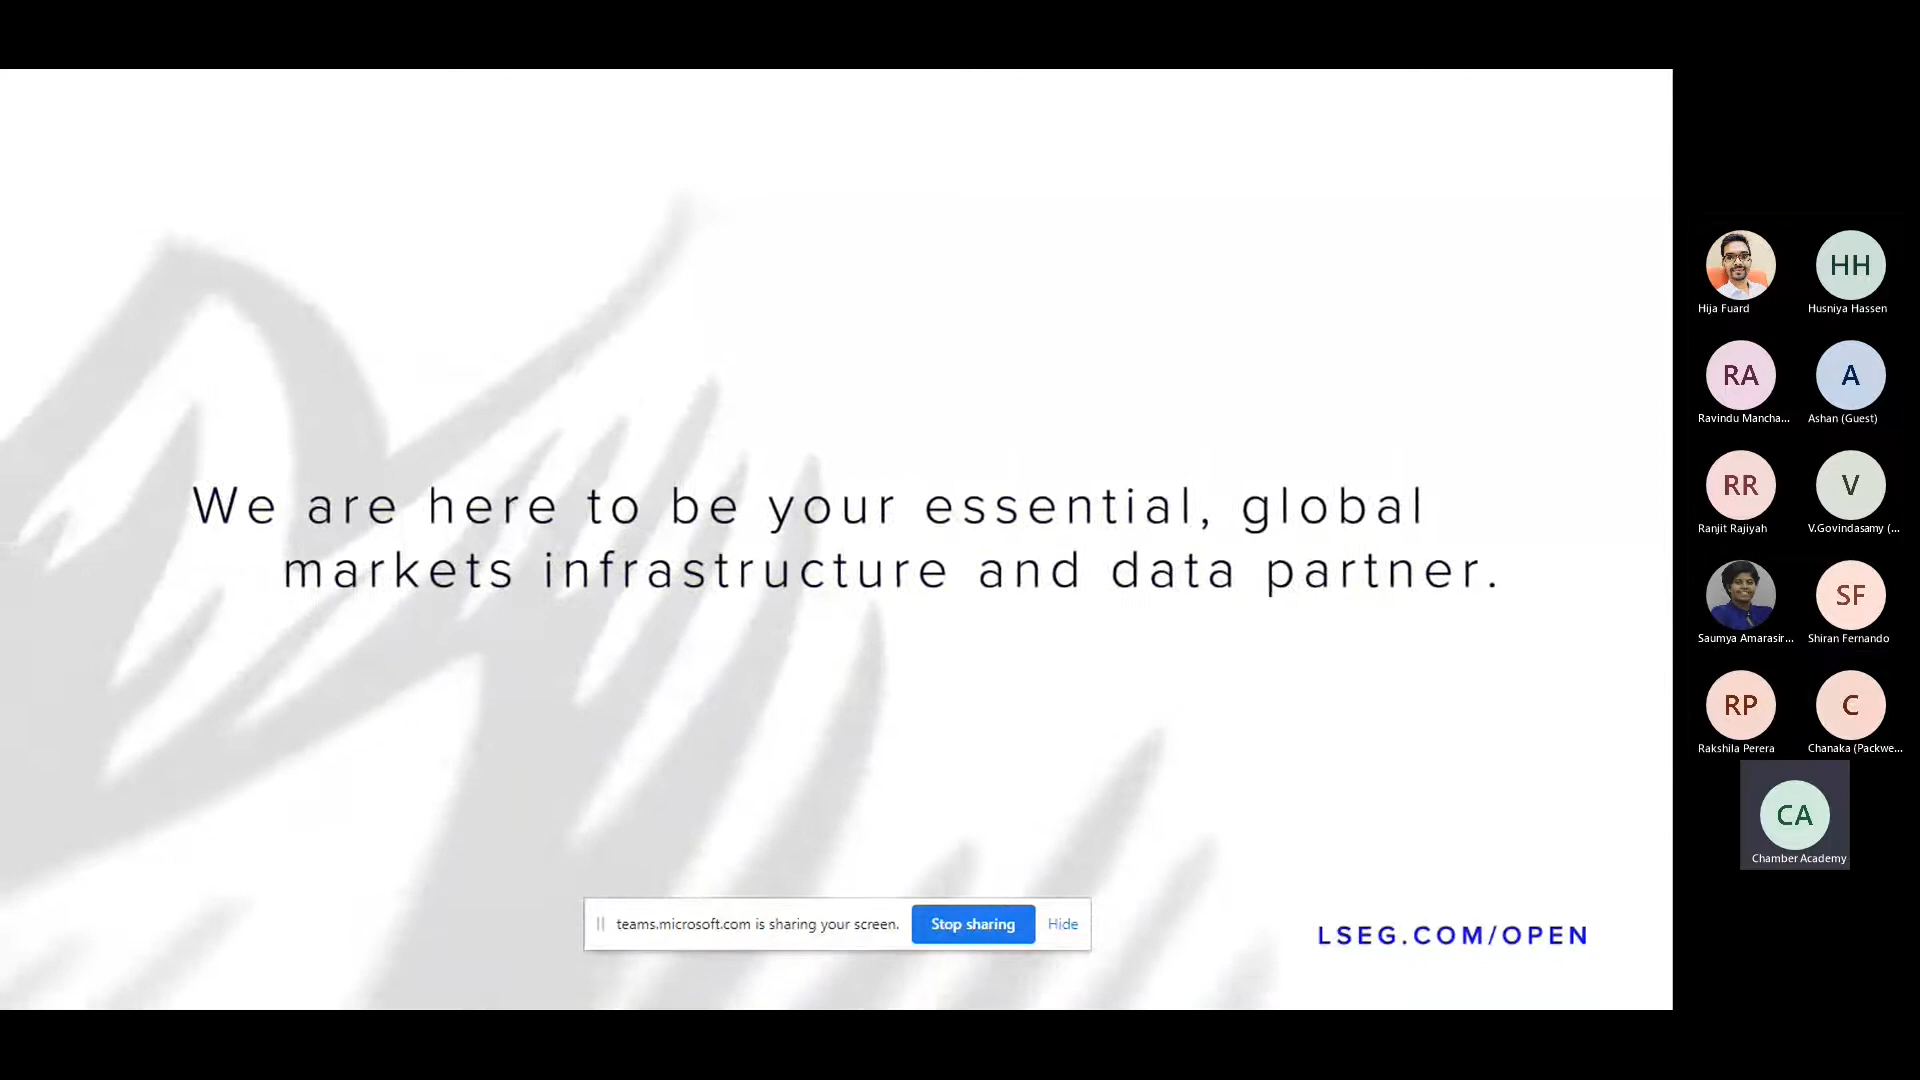 We are here to be your essential, global
markets infrastructure and data partner.
teams.microsoft.com is sharing your screen.
Stop sharing
Hide
LSEG.COM/OPEN
Hija Fuard
HH
Husniya Hassen
RA
Ravindu Mancha...
A
Ashan (Guest)
RR
Ranjit Rajiyah
V
V.Govindasamy (...
Saumya Amarasir...
SF
Shiran Fernando
RP
Rakshila Perera
C
Chanaka (Packwe...
CA
Chamber Academy